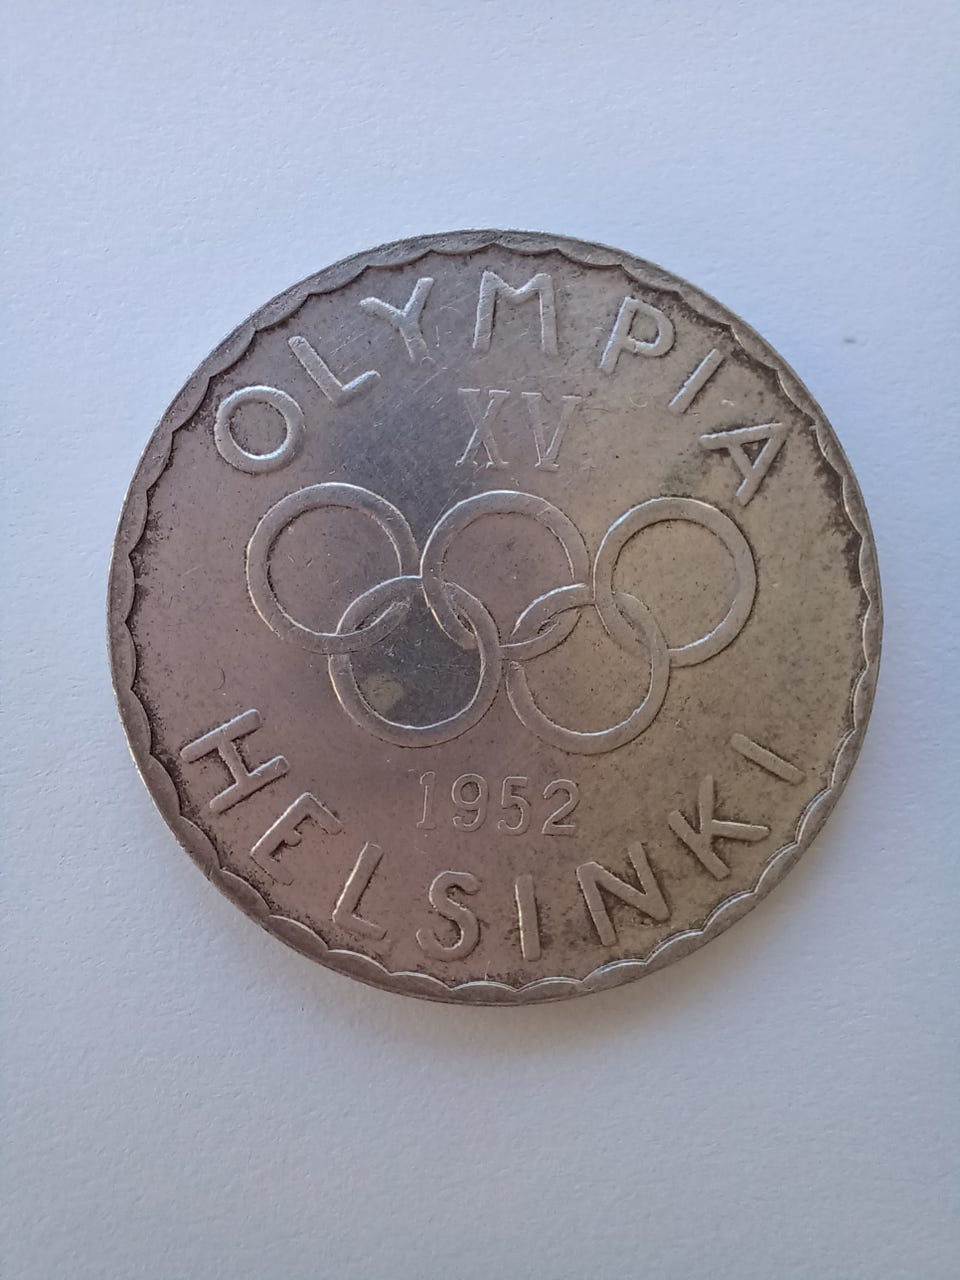 OLYMPIA
XV
1952
HELSINKI